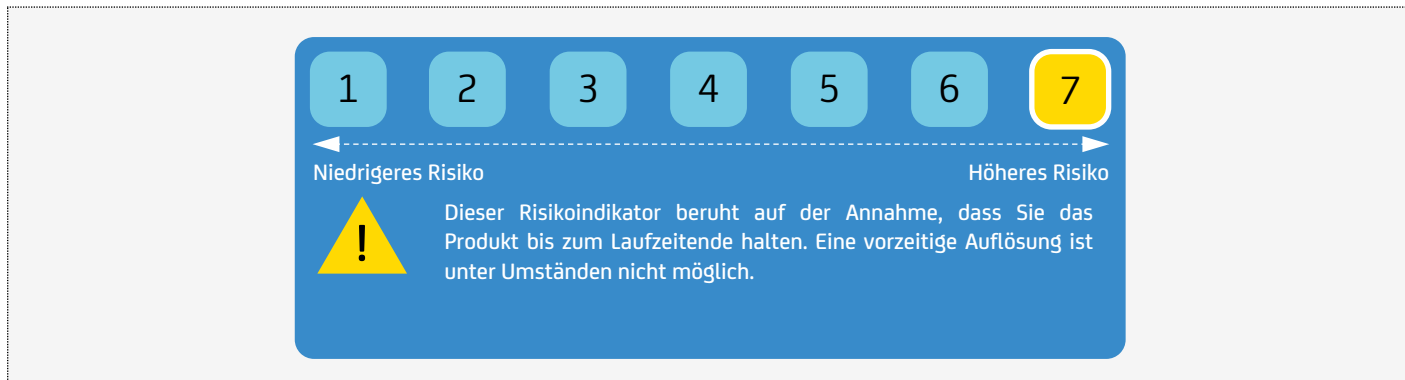 1 2 3 4 5 6 7
Niedrigeres Risiko Höheres Risiko
!
Dieser Risikoindikator beruht auf der Annahme, dass Sie das
Produkt bis zum Laufzeitende halten. Eine vorzeitige Auflösung ist
unter Umständen nicht möglich.